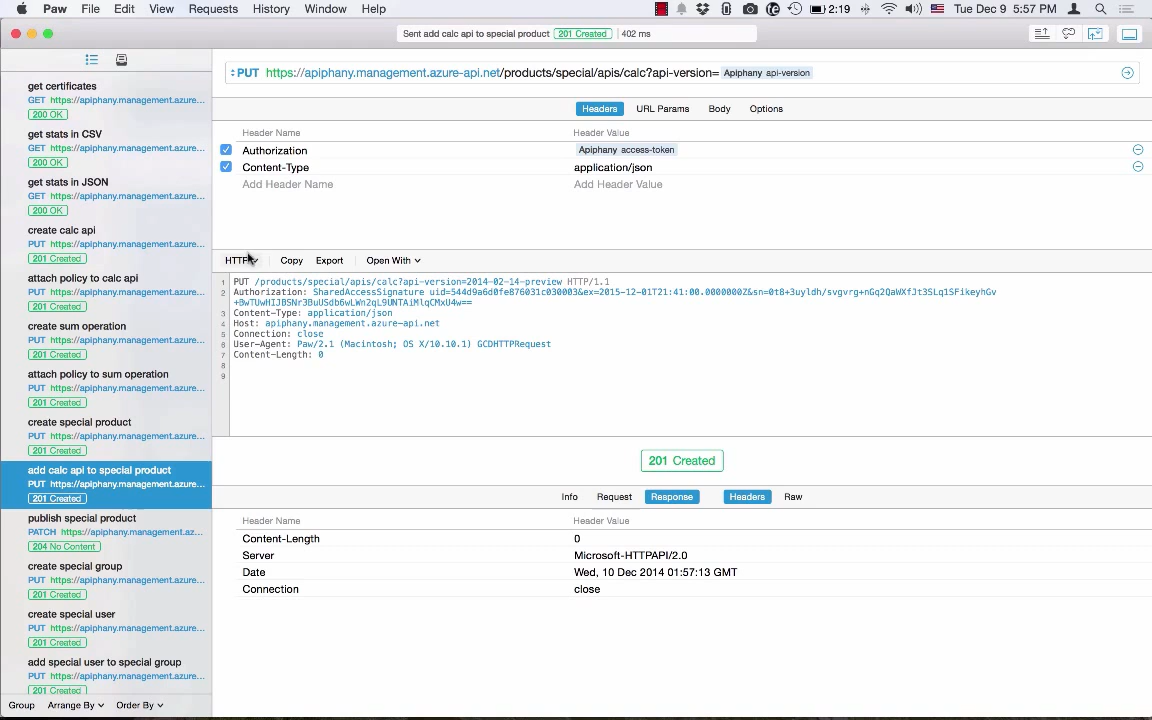 Paw File Edit View Requests History Window Help 2:19 Tue Dec 9 5:57 PM
Sent add calc api to special product 201 Created 402 ms
PUT https://apiphany.management.azure-api.net/products/special/apis/calc?api-version= Apiphany api-version
Headers URL Params Body Options
Header Name Header Value
Authorization Apiphany access-token
Content-Type application/json
Add Header Name Add Header Value
HTTP Copy Export Open With
1 PUT /products/special/apis/calc?api-version=2014-02-14-preview HTTP/1.1
2 Authorization: SharedAccessSignature
3 Content-Type: application/json
4 Host: apiphany.management.azure-api.net
5 Connection: close
6 User-Agent: Paw/2.1 (Macintosh; OS X/10.10.1) GCDHTTPRequest
7 Content-Length: 0
8
9
201 Created
Info Request Response Headers Raw
Header Name Header Value
Content-Length 0
Server Microsoft-HTTPAPI/2.0
Date Wed, 10 Dec 2014 01:57:13 GMT
Connection close
get certificates
GET https://apiphany.management.azure...
200 OK
get stats in CSV
GET https://apiphany.management.azure...
200 OK
get stats in JSON
GET https://apiphany.management.azure...
200 OK
create calc api
PUT https://apiphany.management.azure...
201 Created
attach policy to calc api
PUT https://apiphany.management.azure...
201 Created
create sum operation
PUT https://apiphany.management.azure...
201 Created
attach policy to sum operation
PUT https://apiphany.management.azure...
201 Created
create special product
PUT https://apiphany.management.azure...
201 Created
add calc api to special product
PUT https://apiphany.management.azure...
201 Created
publish special product
PATCH https://apiphany.management.az...
204 No Content
create special group
PUT https://apiphany.management.azure...
201 Created
create special user
PUT https://apiphany.management.azure...
201 Created
add special user to special group
PUT https://apiphany.management.azure...
201 Created
Group Arrange By Order By